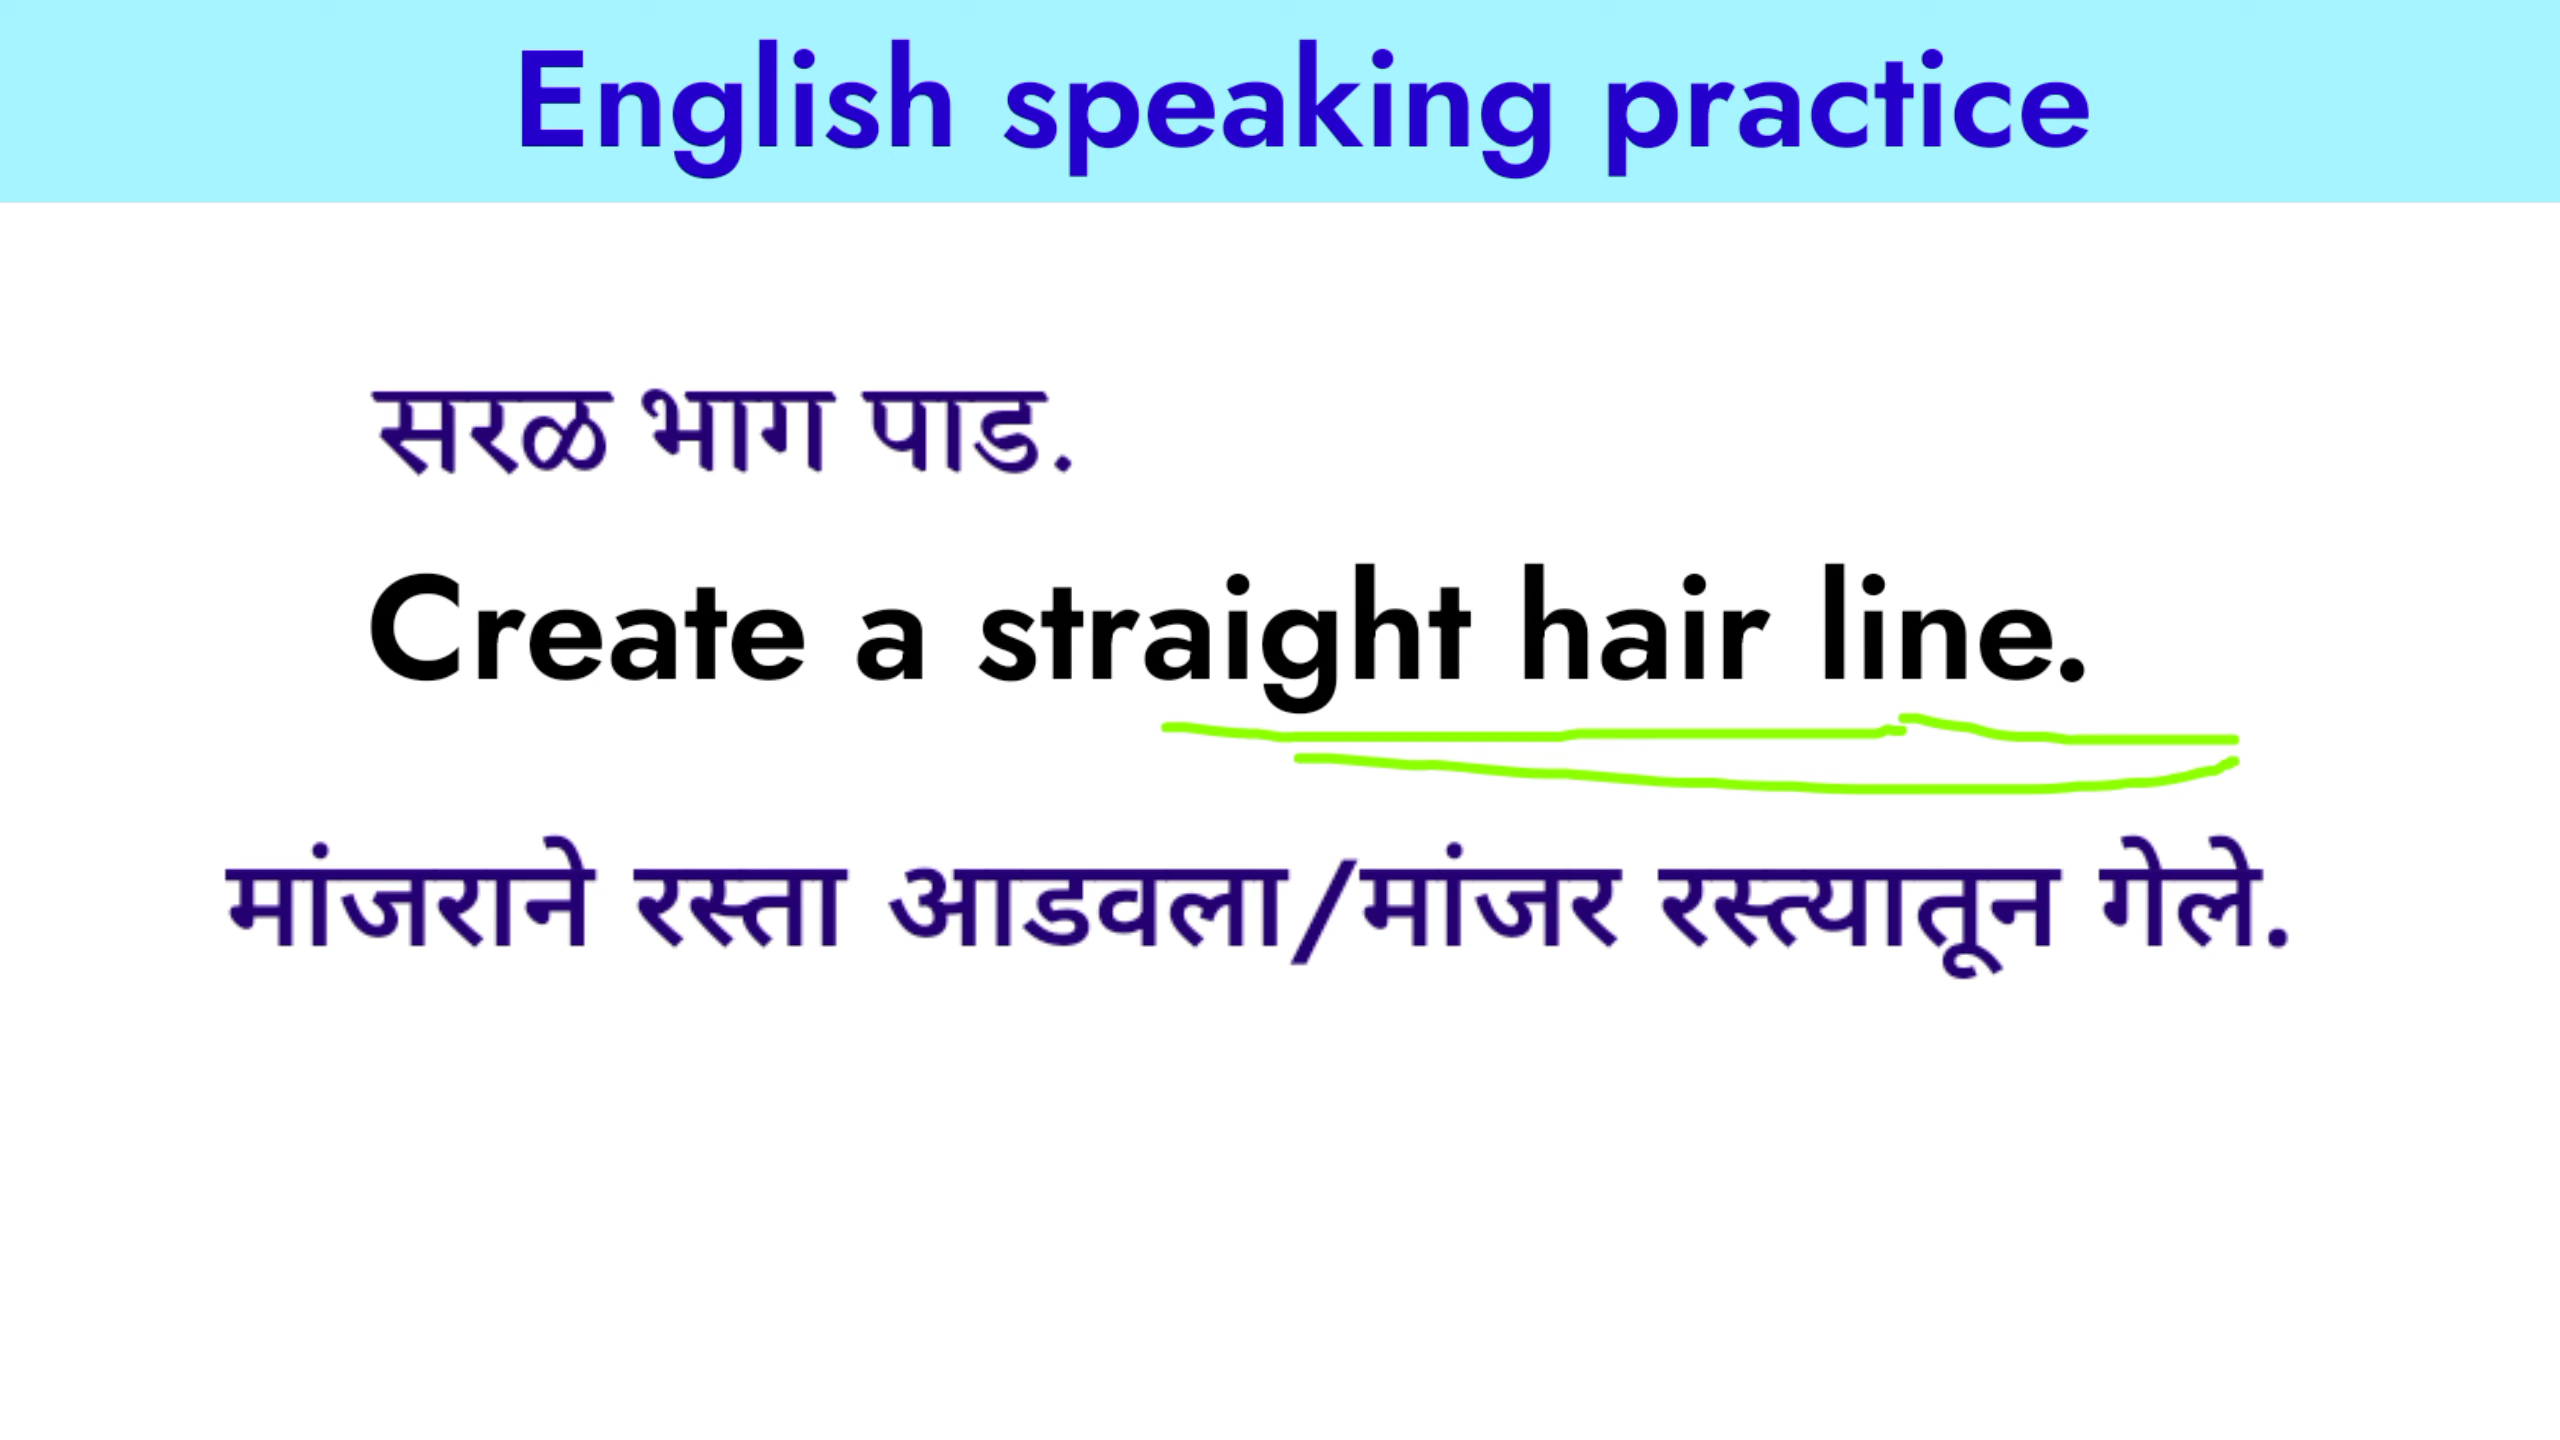 English speaking practice
सरळ भाग पाड.
Create a straight hair line.
मांजराने रस्ता आडवला/मांजर रस्त्यातून गेले.